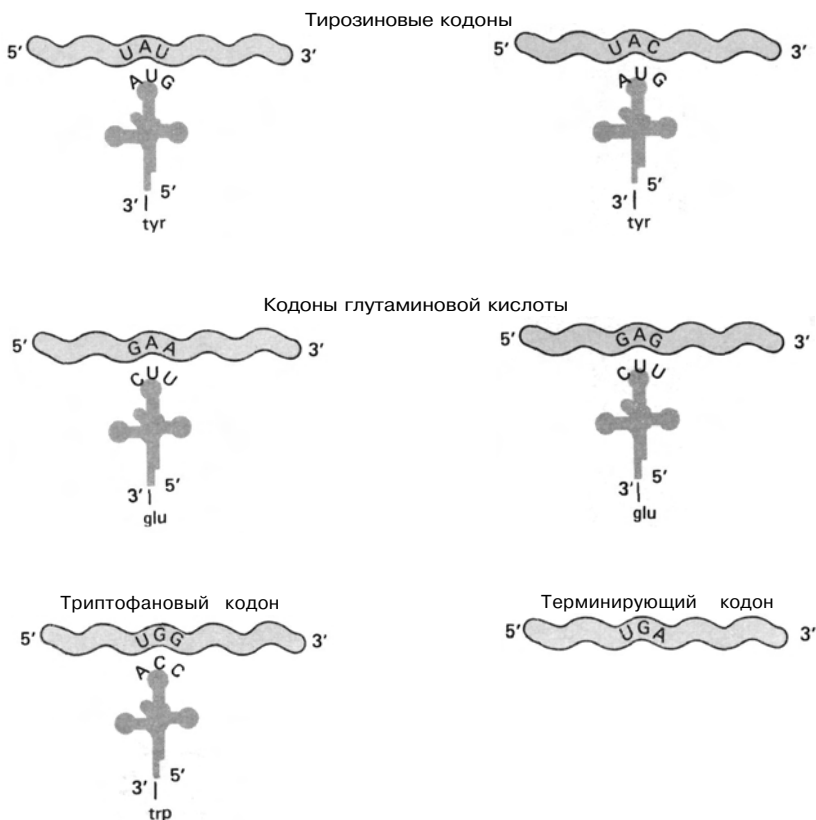 Тирозиновые кодоны
5′ UAU 3′
AUG
5′
3′
tyr
5′ UAC 3′
AUG
5′
3′
tyr
Кодоны глутаминовой кислоты
5′ GAA 3′
CUU
5′
3′
glu
5′ GAG 3′
CUU
5′
3′
glu
Триптофановый кодон
5′ UGG 3′
ACC
5′
3′
trp
Терминирующий кодон
5′ UGA 3′